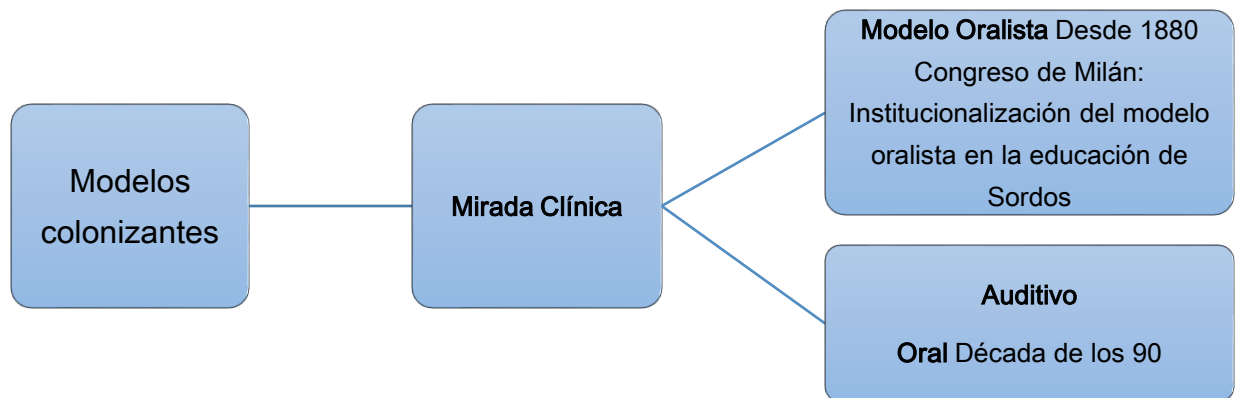 Modelos
colonizantes
Mirada Clínica
Modelo Oralista Desde 1880
Congreso de Milán:
Institucionalización del modelo
oralista en la educación de
Sordos
Auditivo
Oral Década de los 90